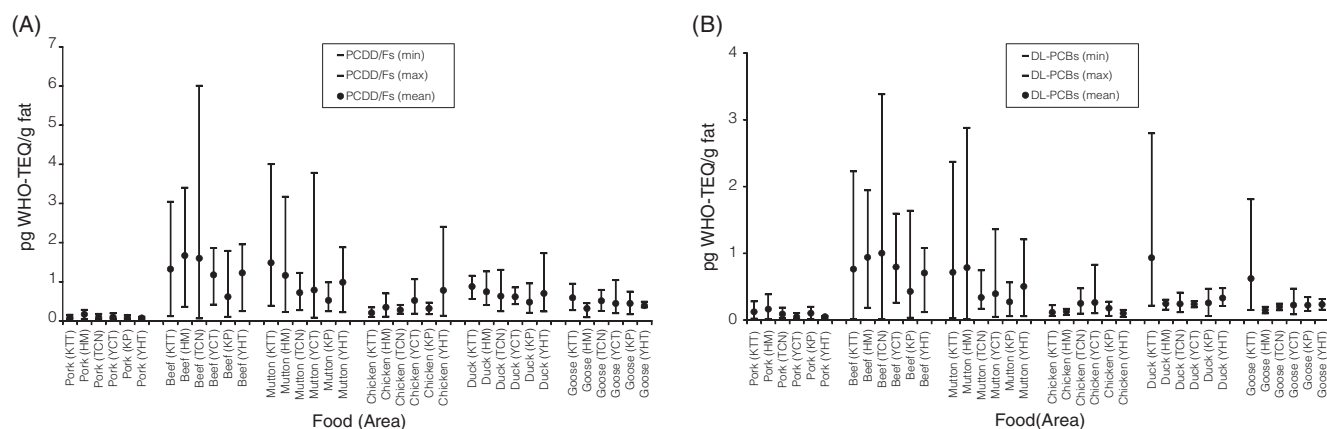 (A)
7
6
5
4
3
2
1
0
pg WHO-TEQ/g fat
PCDD/Fs (min)
PCDD/Fs (max)
PCDD/Fs (mean)
Pork (KTT)
Pork (HM)
Pork (TCN)
Pork (YCT)
Pork (KP)
Pork (YHT)
Beef (KTT)
Beef (HM)
Beef (TCN)
Beef (YCT)
Beef (KP)
Beef (YHT)
Mutton (KTT)
Mutton (HM)
Mutton (TCN)
Mutton (YCT)
Mutton (KP)
Mutton (YHT)
Chicken (KTT)
Chicken (HM)
Chicken (TCN)
Chicken (YCT)
Chicken (KP)
Chicken (YHT)
Duck (KTT)
Duck (HM)
Duck (TCN)
Duck (YCT)
Duck (KP)
Duck (YHT)
Goose (KTT)
Goose (HM)
Goose (TCN)
Goose (YCT)
Goose (KP)
Goose (YHT)
Food (Area)
(B)
4
3
2
1
0
pg WHO-TEQ/g fat
DL-PCBs (min)
DL-PCBs (max)
DL-PCBs (mean)
Pork (KTT)
Pork (HM)
Pork (TCN)
Pork (YCT)
Pork (KP)
Pork (YHT)
Beef (KTT)
Beef (HM)
Beef (TCN)
Beef (YCT)
Beef (KP)
Beef (YHT)
Mutton (KTT)
Mutton (HM)
Mutton (TCN)
Mutton (YCT)
Mutton (KP)
Mutton (YHT)
Chicken (KTT)
Chicken (HM)
Chicken (TCN)
Chicken (YCT)
Chicken (KP)
Chicken (YHT)
Duck (KTT)
Duck (HM)
Duck (TCN)
Duck (YCT)
Duck (KP)
Duck (YHT)
Goose (KTT)
Goose (HM)
Goose (TCN)
Goose (YCT)
Goose (KP)
Goose (YHT)
Food(Area)